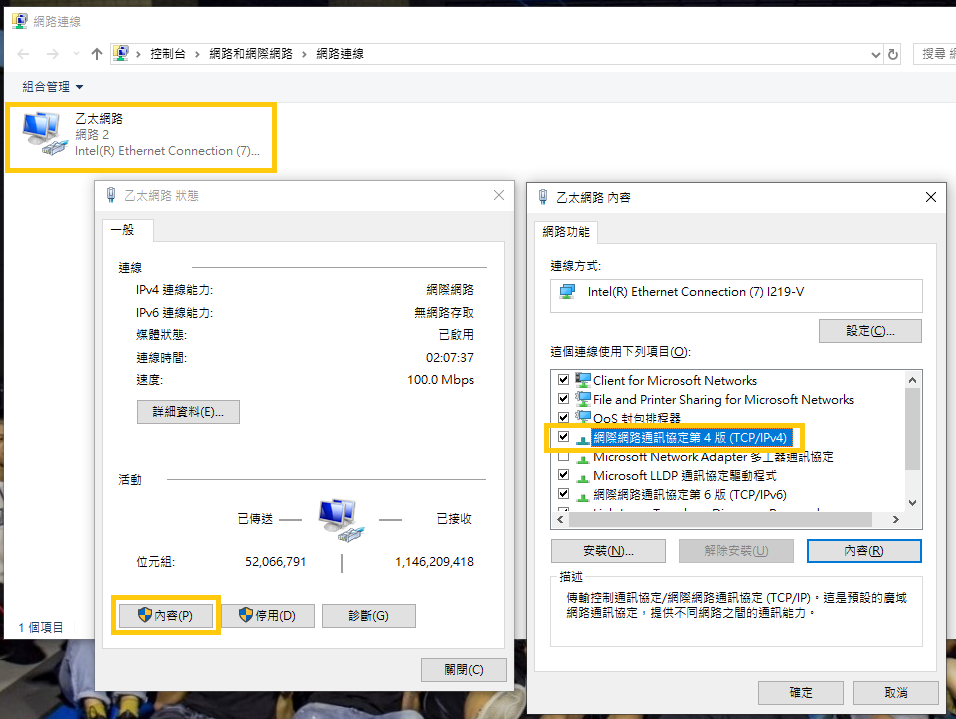 網路連線
控制台 › 網路和網際網路 › 網路連線
搜尋 網
組合管理
乙太網路
網路 2
Intel(R) Ethernet Connection (7)...
1 個項目
乙太網路 狀態
一般
連線
IPv4 連線能力: 網際網路
IPv6 連線能力: 無網路存取
媒體狀態: 已啟用
連線時間: 02:07:37
速度: 100.0 Mbps
詳細資料(E)...
活動
已傳送 已接收
位元組: 52,066,791 1,146,209,418
內容(P) 停用(D) 診斷(G)
關閉(C)
乙太網路 內容
網路功能
連線方式:
Intel(R) Ethernet Connection (7) I219-V
設定(C)...
這個連線使用下列項目(O):
Client for Microsoft Networks
File and Printer Sharing for Microsoft Networks
QoS 封包排程器
網際網路通訊協定第 4 版 (TCP/IPv4)
Microsoft Network Adapter 多工器通訊協定
Microsoft LLDP 通訊協定驅動程式
網際網路通訊協定第 6 版 (TCP/IPv6)
安裝(N)... 解除安裝(U) 內容(R)
描述
傳輸控制通訊協定/網際網路通訊協定 (TCP/IP)。這是預設的廣域
網路通訊協定，提供不同網路之間的通訊能力。
確定 取消